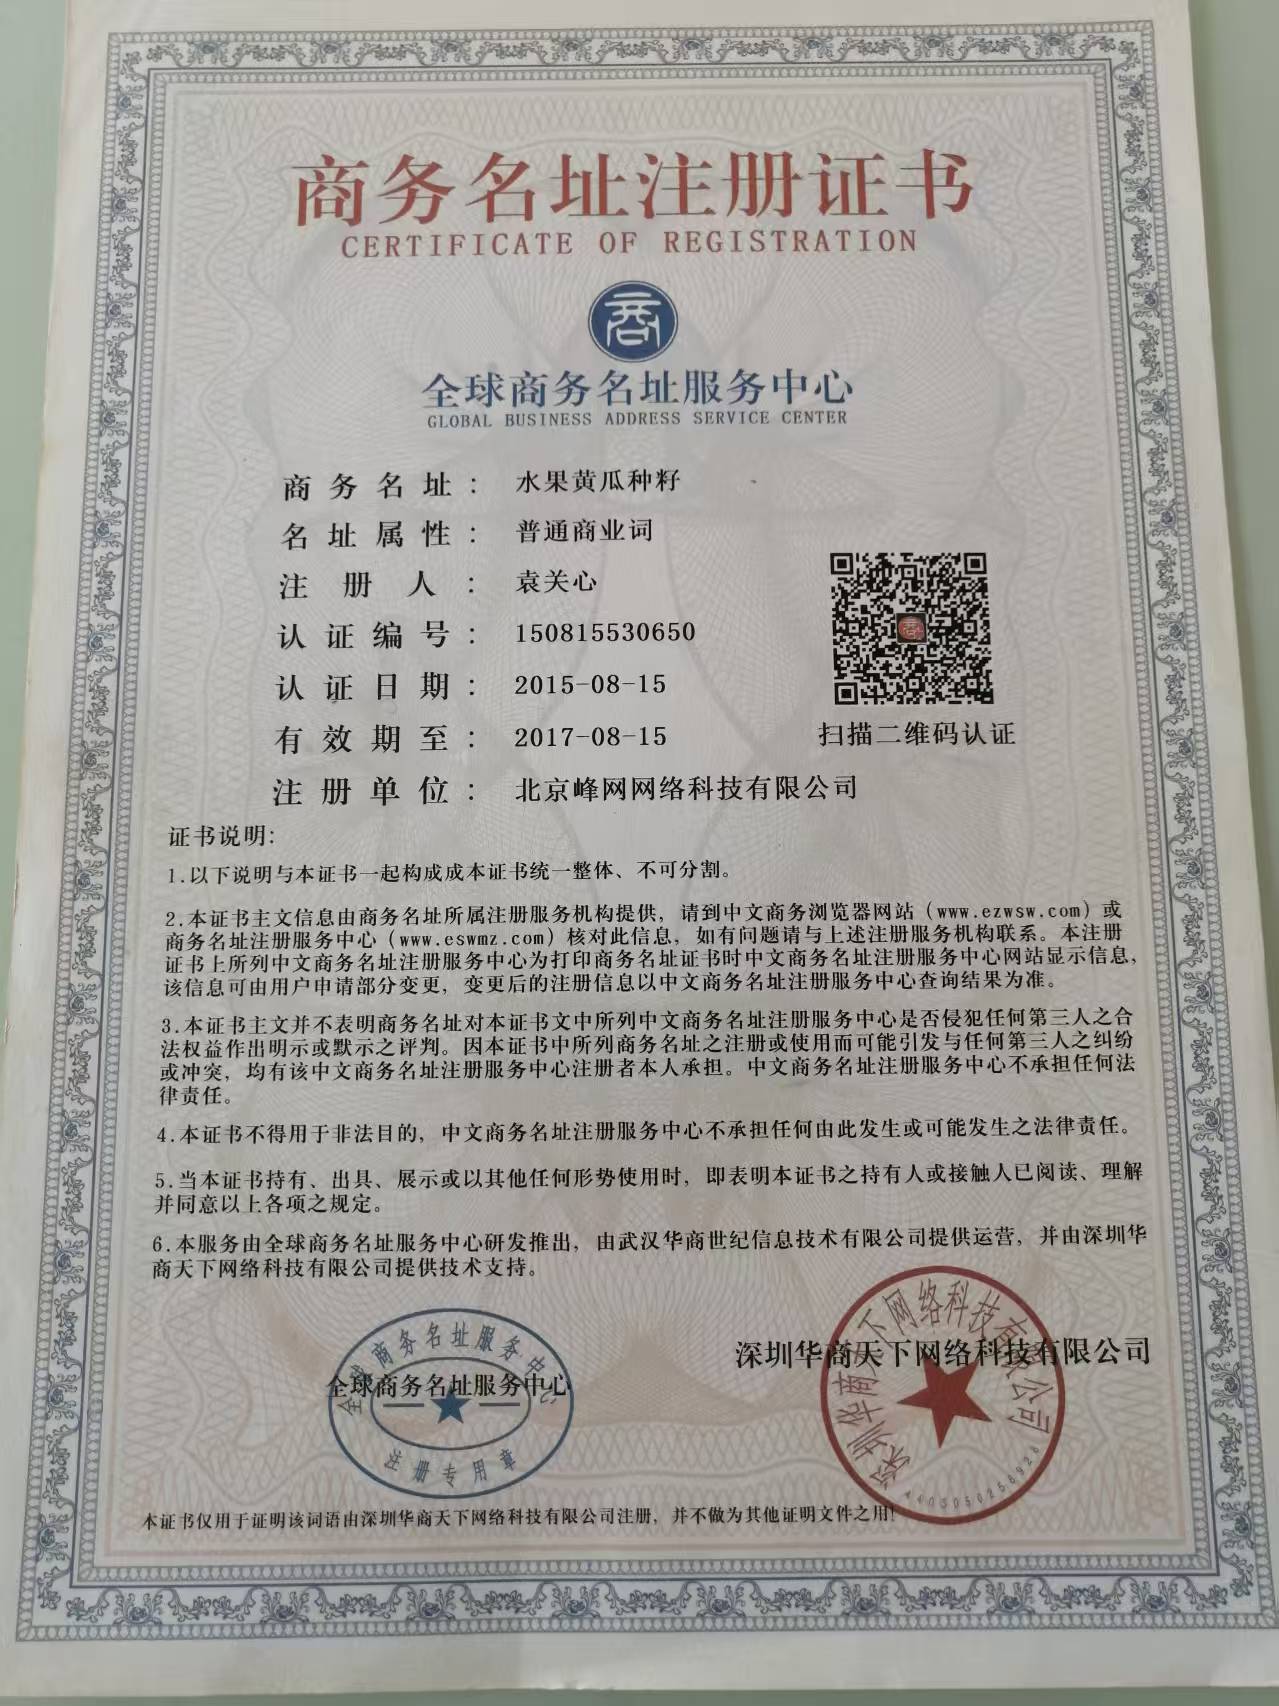 商务名址注册证书
CERTIFICATE OF REGISTRATION
商
全球商务名址服务中心
GLOBAL BUSINESS ADDRESS SERVICE CENTER
商务名址：水果黄瓜种籽
名址属性：普通商业词
注册人：袁关心
认证编号：150815530650
认证日期：2015-08-15
有效期至：2017-08-15
扫描二维码认证
注册单位：北京峰网网络科技有限公司
证书说明:
1.以下说明与本证书一起构成成本证书统一整体、不可分割。
2.本证书主文信息由商务名址所属注册服务机构提供，请到中文商务浏览器网站（www.ezwsw.com）或
商务名址注册服务中心（www.eswmz.com）核对此信息，如有问题请与上述注册服务机构联系。本注册
证书上所列中文商务名址注册服务中心为打印商务名址证书时中文商务名址注册服务中心网站显示信息，
该信息可由用户申请部分变更，变更后的注册信息以中文商务名址注册服务中心查询结果为准。
3.本证书主文并不表明商务名址对本证书文中所列中文商务名址注册服务中心是否侵犯任何第三人之合
法权益作出明示或默示之评判。因本证书中所列商务名址之注册或使用而可能引发与任何第三人之纠纷
或冲突，均有该中文商务名址注册服务中心注册者本人承担。中文商务名址注册服务中心不承担任何法
律责任。
4.本证书不得用于非法目的，中文商务名址注册服务中心不承担任何由此发生或可能发生之法律责任。
5.当本证书持有、出具、展示或以其他任何形势使用时，即表明本证书之持有人或接触人已阅读、理解
并同意以上各项之规定。
6.本服务由全球商务名址服务中心研发推出，由武汉华商世纪信息技术有限公司提供运营，并由深圳华
商天下网络科技有限公司提供技术支持。
全球商务名址服务中心
全球商务名址服务中心
注册专用章
深圳华商天下网络科技有限公司
深圳华商天下网络科技有限公司
本证书仅用于证明该词语由深圳华商天下网络科技有限公司注册，并不做为其他证明文件之用!